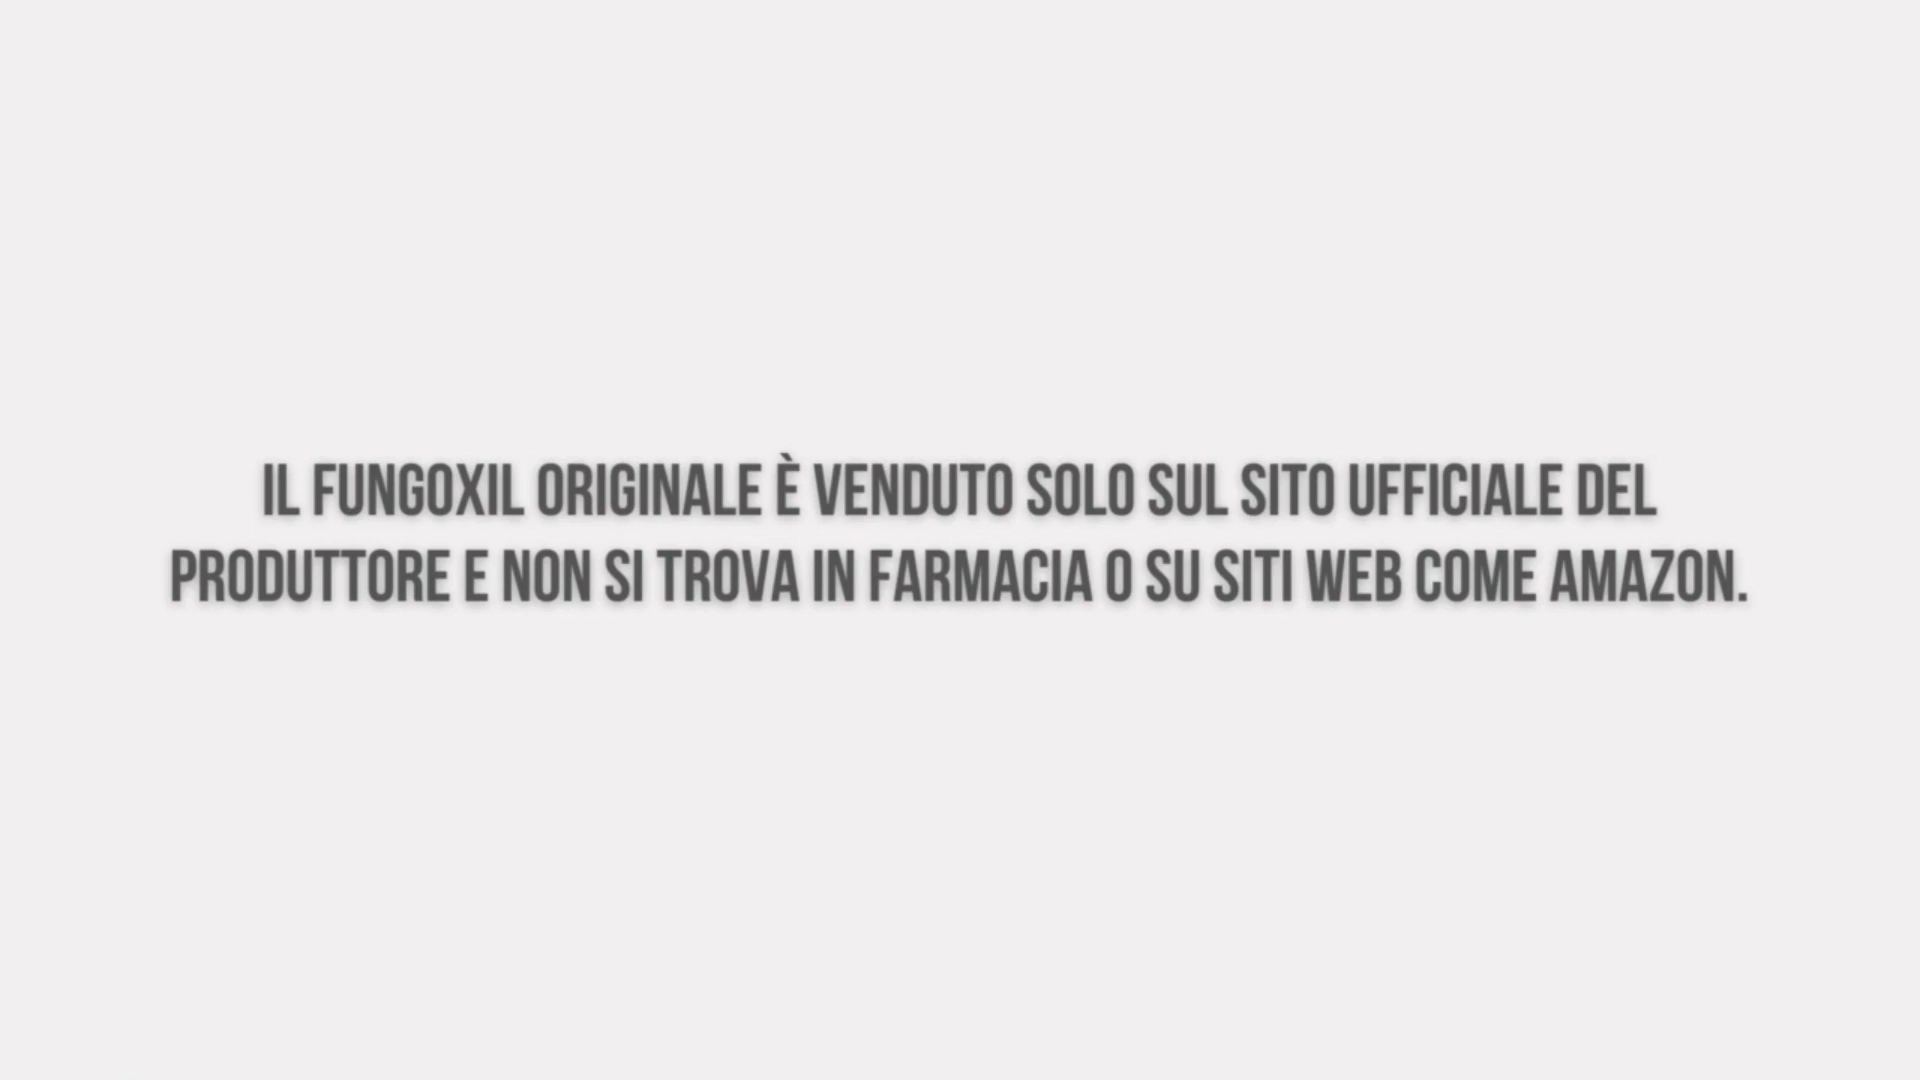 IL FUNGOXIL ORIGINALE È VENDUTO SOLO SUL SITO UFFICIALE DEL
PRODUTTORE E NON SI TROVA IN FARMACIA O SU SITI WEB COME AMAZON.